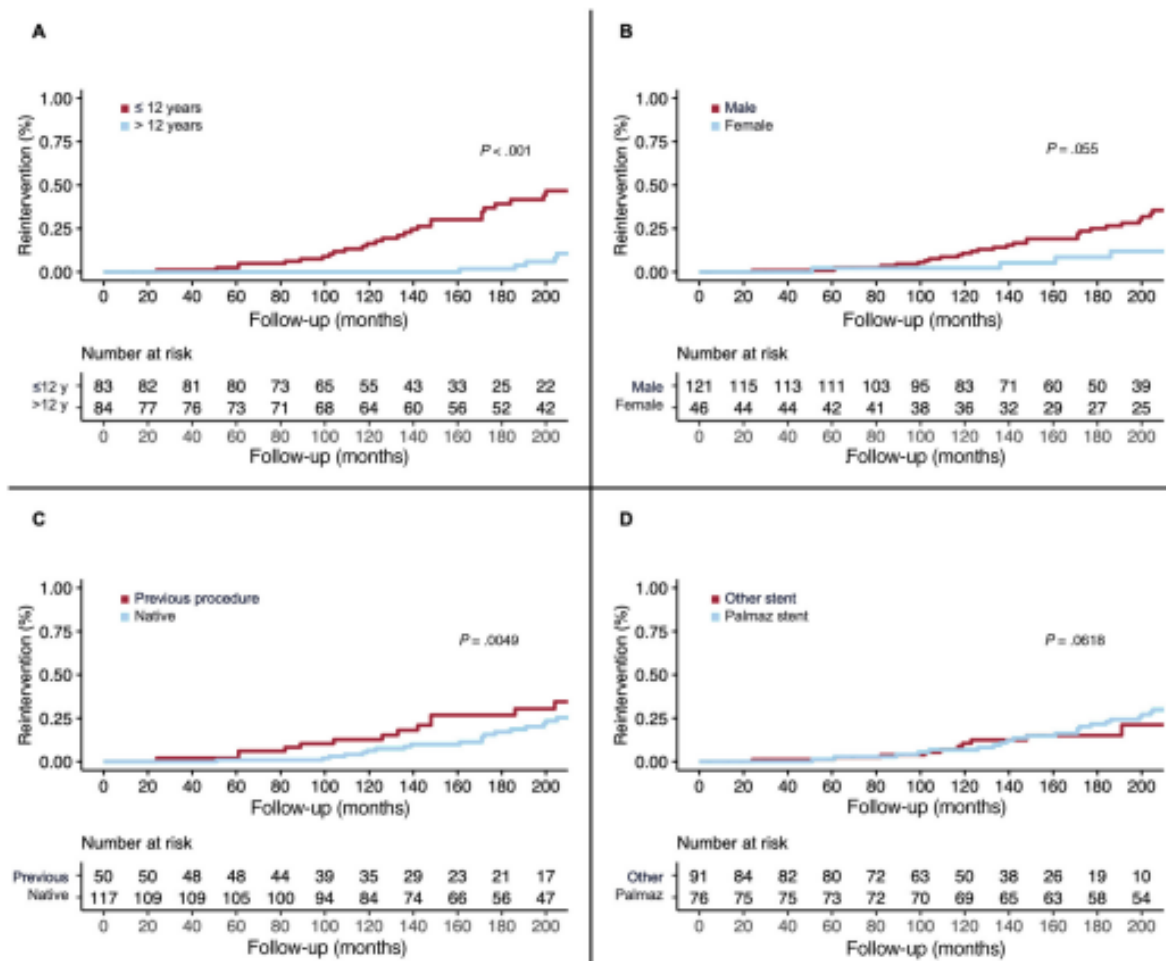 A
1.00
0.75
0.50
0.25
0.00
Reintervention (%)
≤ 12 years
> 12 years
P < .001
0 20 40 60 80 100 120 140 160 180 200
Follow-up (months)
Number at risk
≤12 y 83 82 81 80 73 65 55 43 33 25 22
>12 y 84 77 76 73 71 68 64 60 56 52 42
0 20 40 60 80 100 120 140 160 180 200
Follow-up (months)
B
1.00
0.75
0.50
0.25
0.00
Reintervention (%)
Male
Female
P = .055
0 20 40 60 80 100 120 140 160 180 200
Follow-up (months)
Number at risk
Male 121 115 113 111 103 95 83 71 60 50 39
Female 46 44 44 42 41 38 36 32 29 27 25
0 20 40 60 80 100 120 140 160 180 200
Follow-up (months)
C
1.00
0.75
0.50
0.25
0.00
Reintervention (%)
Previous procedure
Native
P = .0049
0 20 40 60 80 100 120 140 160 180 200
Follow-up (months)
Number at risk
Previous 50 50 48 48 44 39 35 29 23 21 17
Native 117 109 109 105 100 94 84 74 66 56 47
0 20 40 60 80 100 120 140 160 180 200
Follow-up (months)
D
1.00
0.75
0.50
0.25
0.00
Reintervention (%)
Other stent
Palmaz stent
P = .0618
0 20 40 60 80 100 120 140 160 180 200
Follow-up (months)
Number at risk
Other 91 84 82 80 72 63 50 38 26 19 10
Palmaz 76 75 75 73 72 70 69 65 63 58 54
0 20 40 60 80 100 120 140 160 180 200
Follow-up (months)